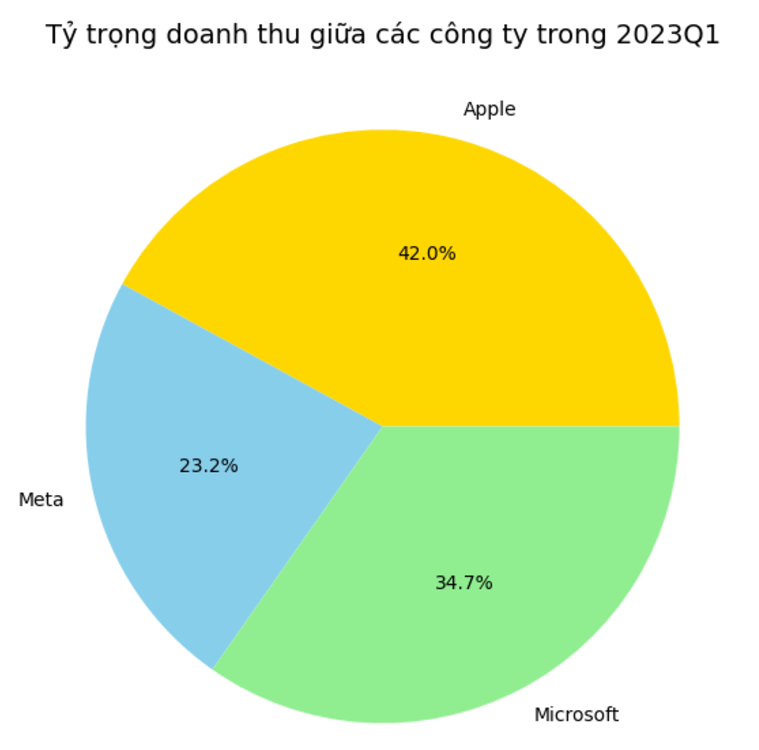 Tỷ trọng doanh thu giữa các công ty trong 2023Q1
Apple
42.0%
23.2%
Meta
34.7%
Microsoft